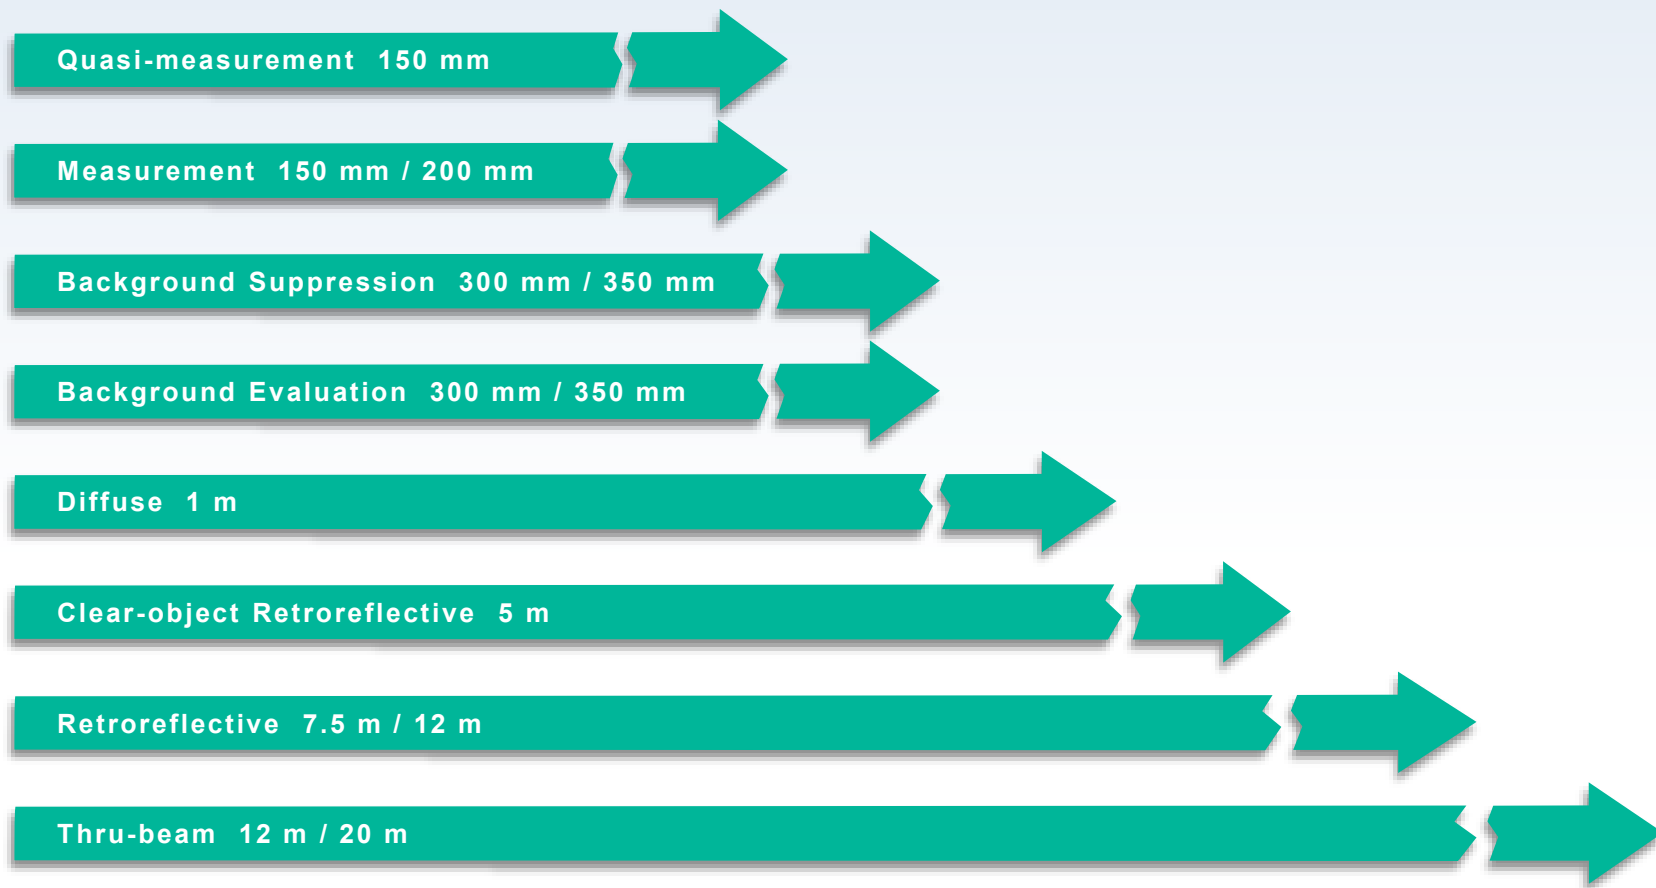 Quasi-measurement 150 mm
Measurement 150 mm / 200 mm
Background Suppression 300 mm / 350 mm
Background Evaluation 300 mm / 350 mm
Diffuse 1 m
Clear-object Retroreflective 5 m
Retroreflective 7.5 m / 12 m
Thru-beam 12 m / 20 m